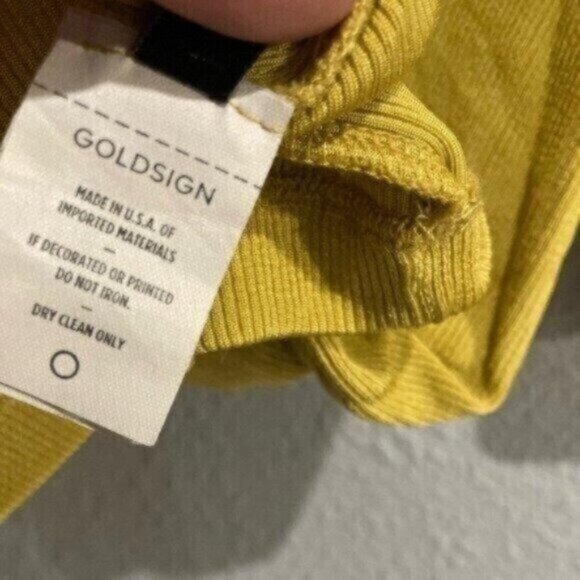 GOLDSIGN
MADE IN U.S.A. OF
IMPORTED MATERIALS
—
IF DECORATED OR PRINTED
DO NOT IRON.
—
DRY CLEAN ONLY